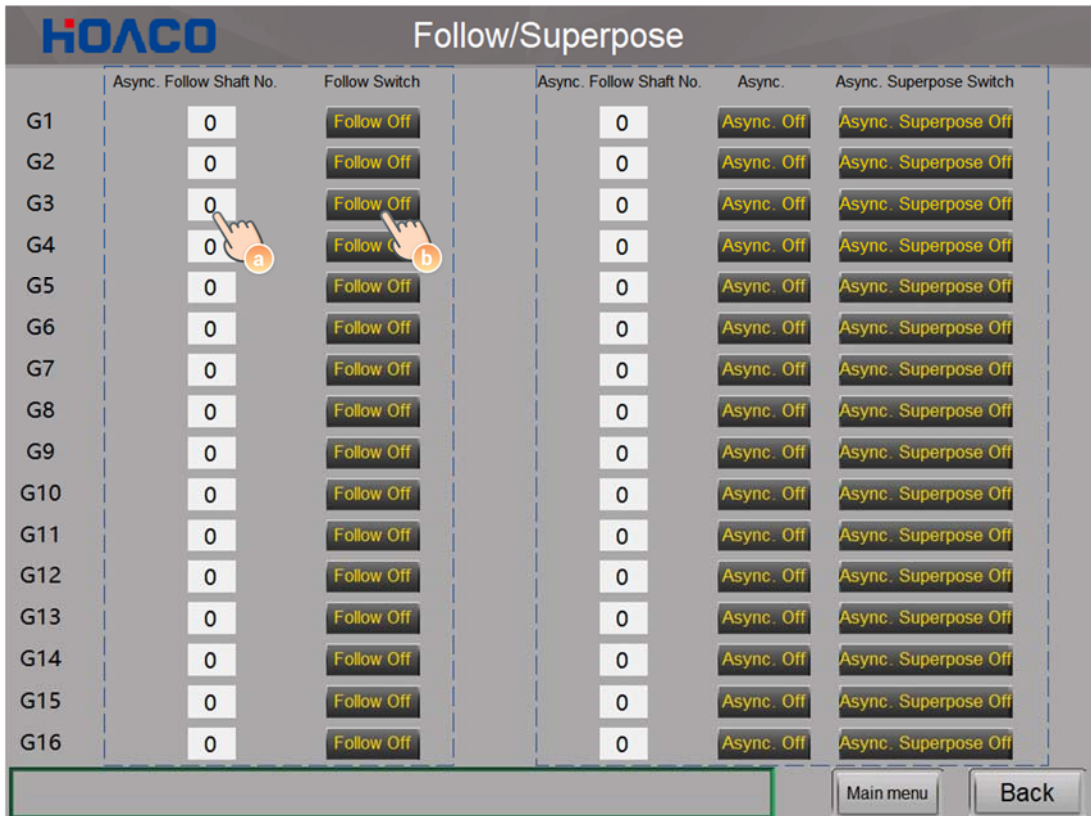 HOACO Follow/Superpose
Async. Follow Shaft No. Follow Switch Async. Follow Shaft No. Async. Async. Superpose Switch
G1 0 Follow Off 0 Async. Off Async. Superpose Off
G2 0 Follow Off 0 Async. Off Async. Superpose Off
G3 0 Follow Off 0 Async. Off Async. Superpose Off
G4 0 Follow 0 Async. Off Async. Superpose Off
a b
G5 0 Follow Off 0 Async. Off Async. Superpose Off
G6 0 Follow Off 0 Async. Off Async. Superpose Off
G7 0 Follow Off 0 Async. Off Async. Superpose Off
G8 0 Follow Off 0 Async. Off Async. Superpose Off
G9 0 Follow Off 0 Async. Off Async. Superpose Off
G10 0 Follow Off 0 Async. Off Async. Superpose Off
G11 0 Follow Off 0 Async. Off Async. Superpose Off
G12 0 Follow Off 0 Async. Off Async. Superpose Off
G13 0 Follow Off 0 Async. Off Async. Superpose Off
G14 0 Follow Off 0 Async. Off Async. Superpose Off
G15 0 Follow Off 0 Async. Off Async. Superpose Off
G16 0 Follow Off 0 Async. Off Async. Superpose Off
Main menu Back